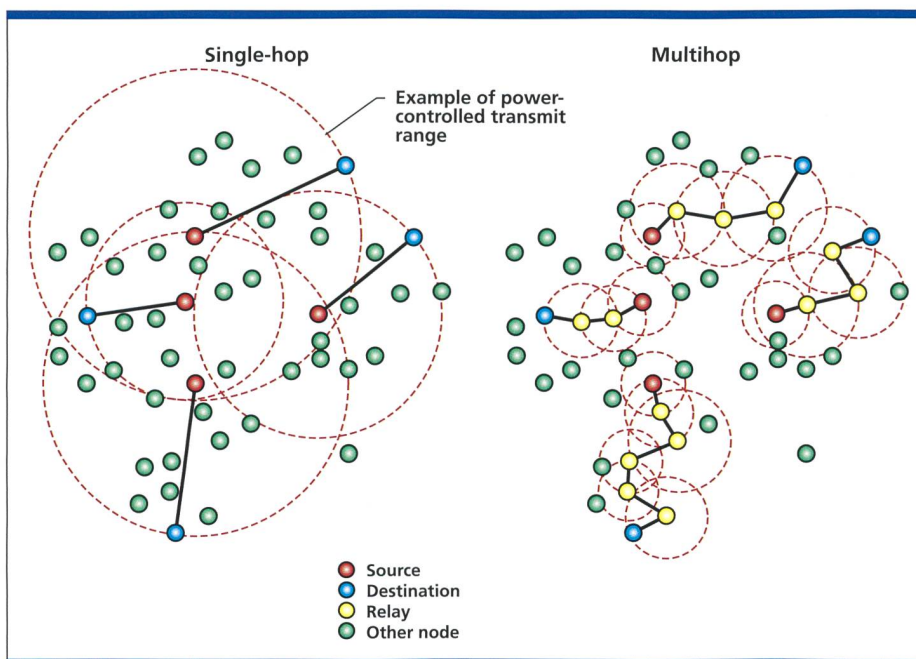 Single-hop
Multihop
Example of power-
controlled transmit
range
Source
Destination
Relay
Other node